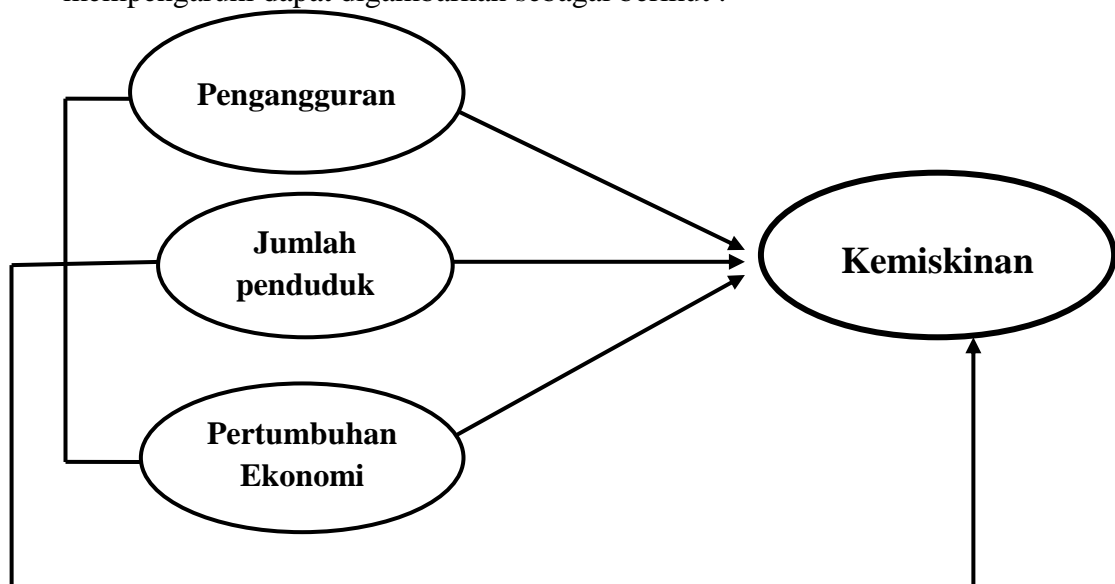 mempengaruhi dapat digambarkan sebagai berikut :
Pengangguran
Jumlah
penduduk
Kemiskinan
Pertumbuhan
Ekonomi